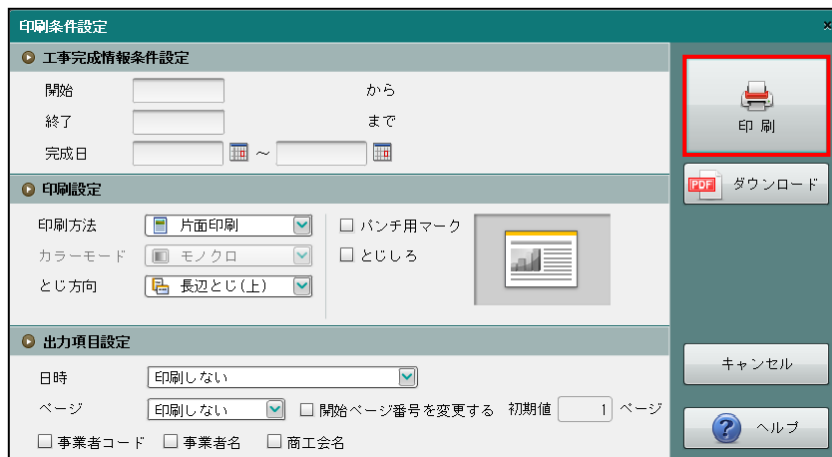 印刷条件設定
工事完成情報条件設定
開始 から
終了 まで
完成日 ～
印刷設定
印刷方法 片面印刷 パンチ用マーク
カラーモード モノクロ とじしろ
とじ方向 長辺とじ(上)
出力項目設定
日時 印刷しない
ページ 印刷しない 開始ページ番号を変更する 初期値 1 ページ
事業者コード 事業者名 商工会名
印 刷
PDF ダウンロード
キャンセル
? ヘルプ